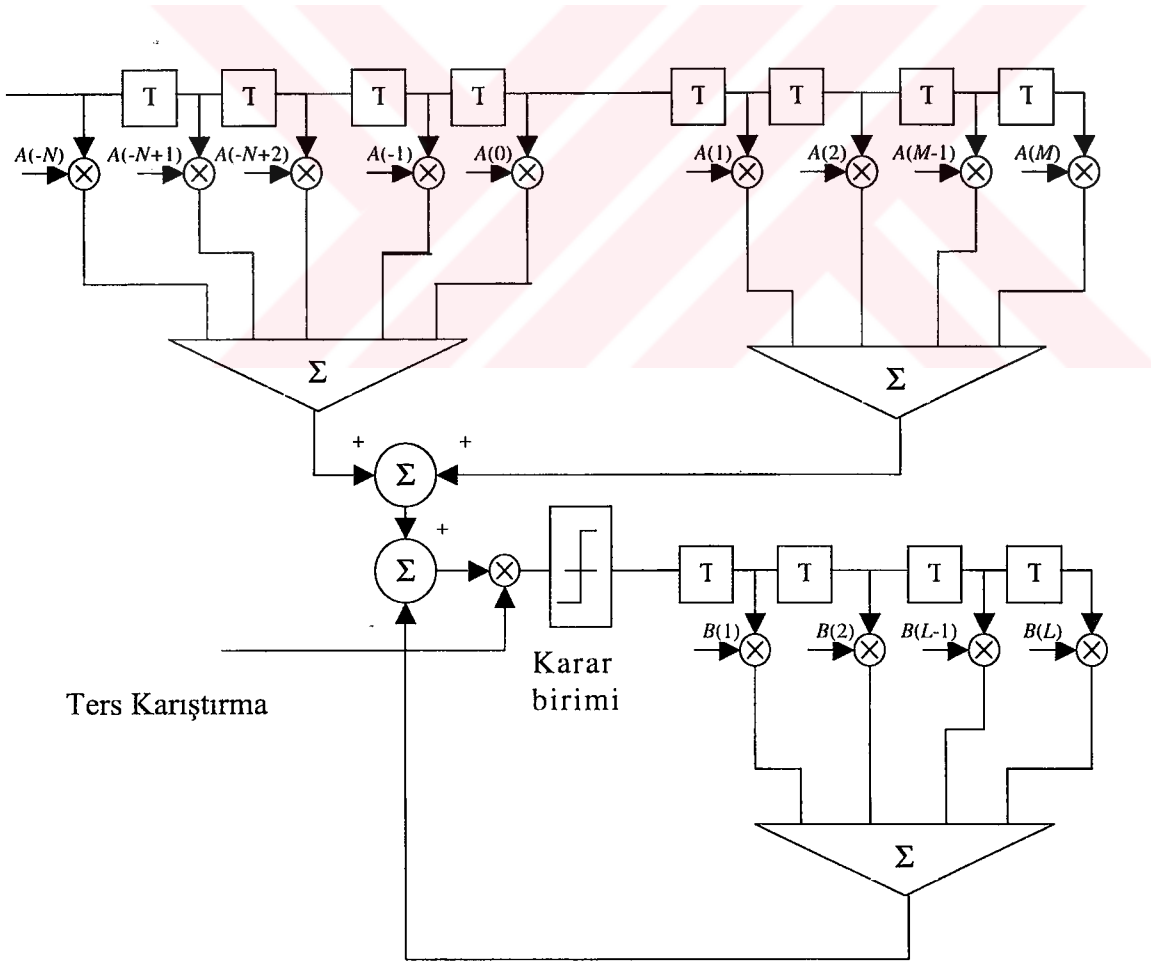 T T T T T T T T
A(-N) A(-N+1) A(-N+2) A(-1) A(0) A(1) A(2) A(M-1) A(M)
Σ Σ
+ +
Σ
+
Σ T T T T
-
B(1) B(2) B(L-1) B(L)
Karar
birimi
Ters Karıştırma
Σ